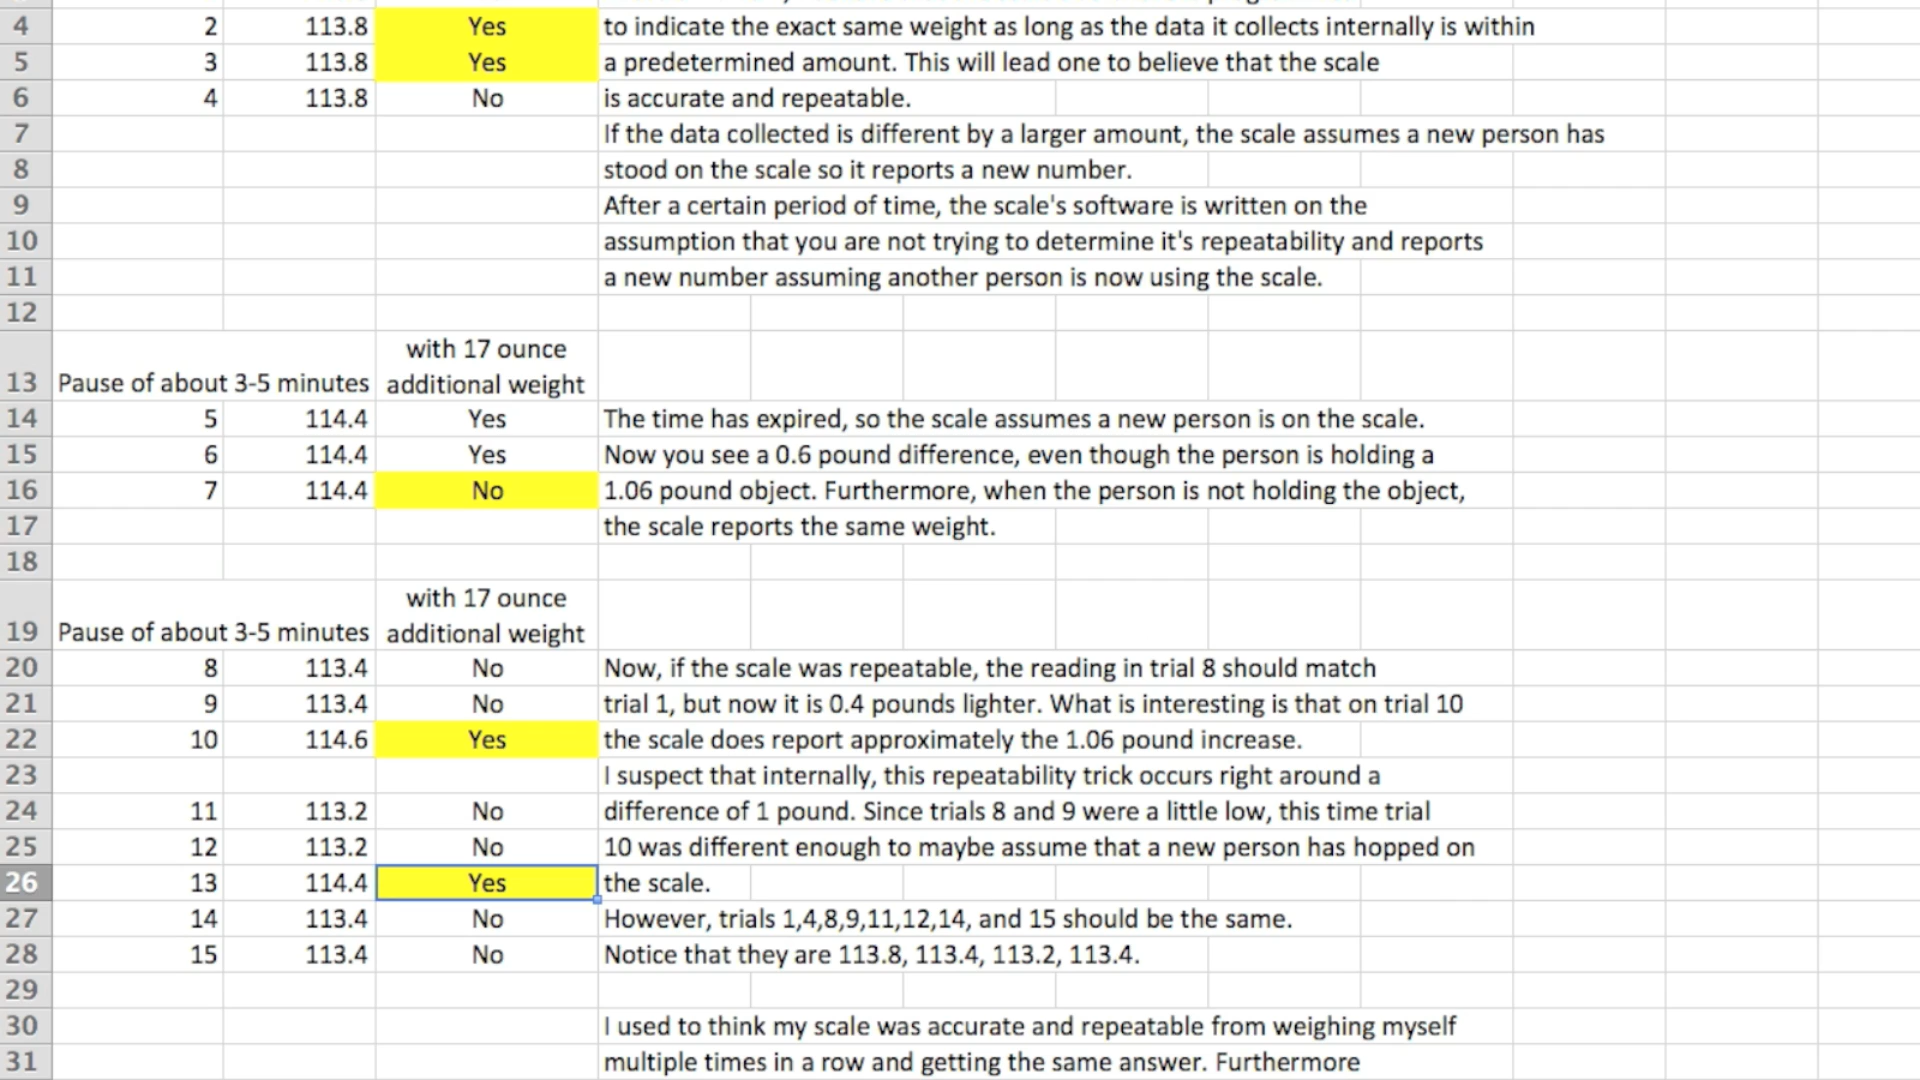 4 2 113.8 Yes to indicate the exact same weight as long as the data it collects internally is within
5 3 113.8 Yes a predetermined amount. This will lead one to believe that the scale
6 4 113.8 No is accurate and repeatable.
7 If the data collected is different by a larger amount, the scale assumes a new person has
8 stood on the scale so it reports a new number.
9 After a certain period of time, the scale's software is written on the
10 assumption that you are not trying to determine it's repeatability and reports
11 a new number assuming another person is now using the scale.
12
with 17 ounce
13 Pause of about 3-5 minutes additional weight
14 5 114.4 Yes The time has expired, so the scale assumes a new person is on the scale.
15 6 114.4 Yes Now you see a 0.6 pound difference, even though the person is holding a
16 7 114.4 No 1.06 pound object. Furthermore, when the person is not holding the object,
17 the scale reports the same weight.
18
with 17 ounce
19 Pause of about 3-5 minutes additional weight
20 8 113.4 No Now, if the scale was repeatable, the reading in trial 8 should match
21 9 113.4 No trial 1, but now it is 0.4 pounds lighter. What is interesting is that on trial 10
22 10 114.6 Yes the scale does report approximately the 1.06 pound increase.
23 I suspect that internally, this repeatability trick occurs right around a
24 11 113.2 No difference of 1 pound. Since trials 8 and 9 were a little low, this time trial
25 12 113.2 No 10 was different enough to maybe assume that a new person has hopped on
26 13 114.4 Yes the scale.
27 14 113.4 No However, trials 1,4,8,9,11,12,14, and 15 should be the same.
28 15 113.4 No Notice that they are 113.8, 113.4, 113.2, 113.4.
29
30 I used to think my scale was accurate and repeatable from weighing myself
31 multiple times in a row and getting the same answer. Furthermore